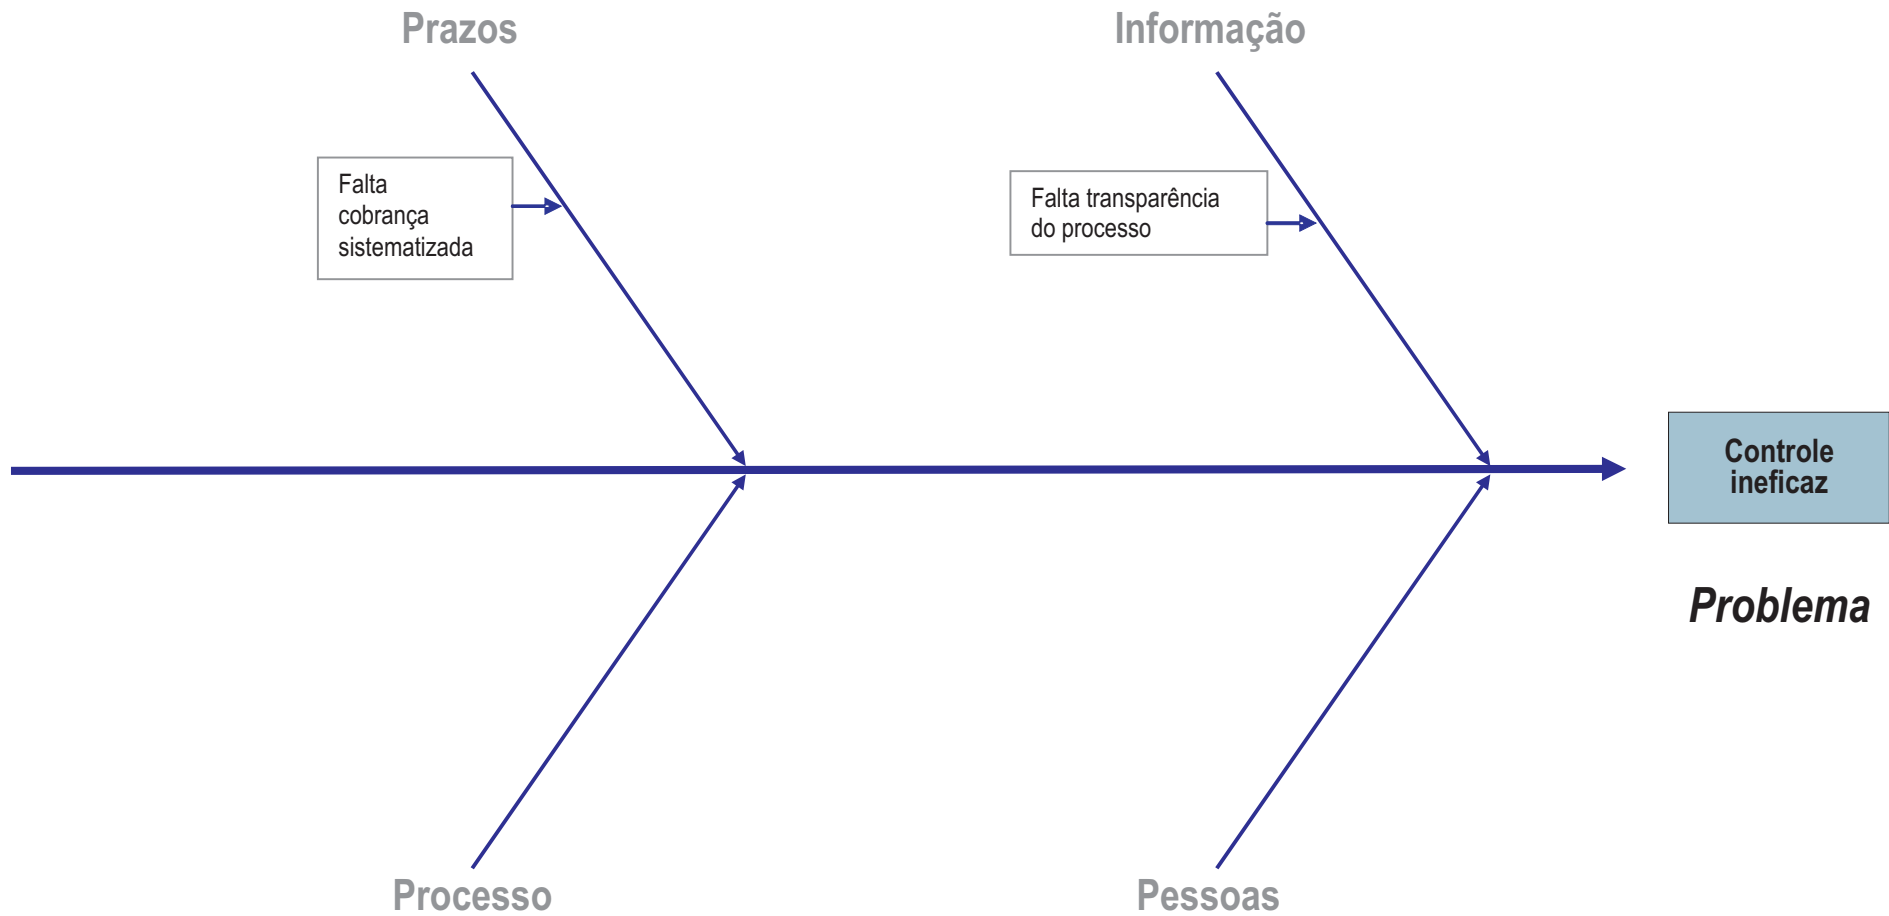 Prazos
Informação
Falta
cobrança
sistematizada
Falta transparência
do processo
Controle
ineficaz
Problema
Processo
Pessoas